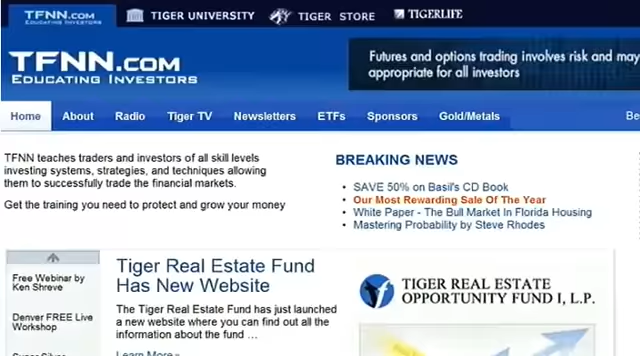 TFNN.COM TIGER UNIVERSITY TIGER STORE TIGERLIFE
TFNN.COM
EDUCATING INVESTORS
Futures and options trading involves risk and may
appropriate for all investors
Home About Radio Tiger TV Newsletters ETFs Sponsors Gold/Metals Be
TFNN teaches traders and investors of all skill levels
investing systems, strategies, and techniques allowing
them to successfully trade the financial markets.
Get the training you need to protect and grow your money
BREAKING NEWS
SAVE 50% on Basil's CD Book
Our Most Rewarding Sale Of The Year
White Paper - The Bull Market In Florida Housing
Mastering Probability by Steve Rhodes
Free Webinar by
Ken Shreve
Denver FREE Live
Workshop
Tiger Real Estate Fund
Has New Website
The Tiger Real Estate Fund has just launched
a new website where you can find out all the
information about the fund ...
Learn More
TIGER REAL ESTATE
OPPORTUNITY FUND I, L.P.